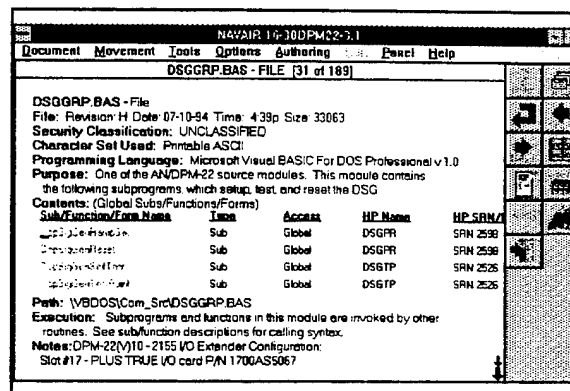 NAVAIR 16-30DPM22-3.1
Document Movement Tools Options Authoring Panel Help
DSGGRP.BAS - FILE [31 of 189]
DSGGRP.BAS - File
File: Revision: H Date: 07-10-94 Time: 4:39p Size: 33063
Security Classification: UNCLASSIFIED
Character Set Used: Printable ASCII
Programming Language: Microsoft Visual BASIC For DOS Professional v 1.0
Purpose: One of the AN/DPM-22 source modules. This module contains
the following subprograms, which setup, test, and reset the DSG
Contents: (Global Subs/Functions/Forms)
Sub/Function/Form Name Type Access HP Name HP SRN/
Sub Global DSGPR SRN 2598
Sub Global DSGPR SRN 2598
Sub Global DSGTP SRN 2526
Sub Global DSGTP SRN 2526
Path: \VBDOS\Com_Src\DSGGRP.BAS
Execution: Subprograms and functions in this module are invoked by other
routines. See sub/function descriptions for calling syntax.
Notes: DPM-22(V)10 - 2155 I/O Extender Configuration:
Slot #17 - PLUS TRUE I/O card P/N 1700AS5067